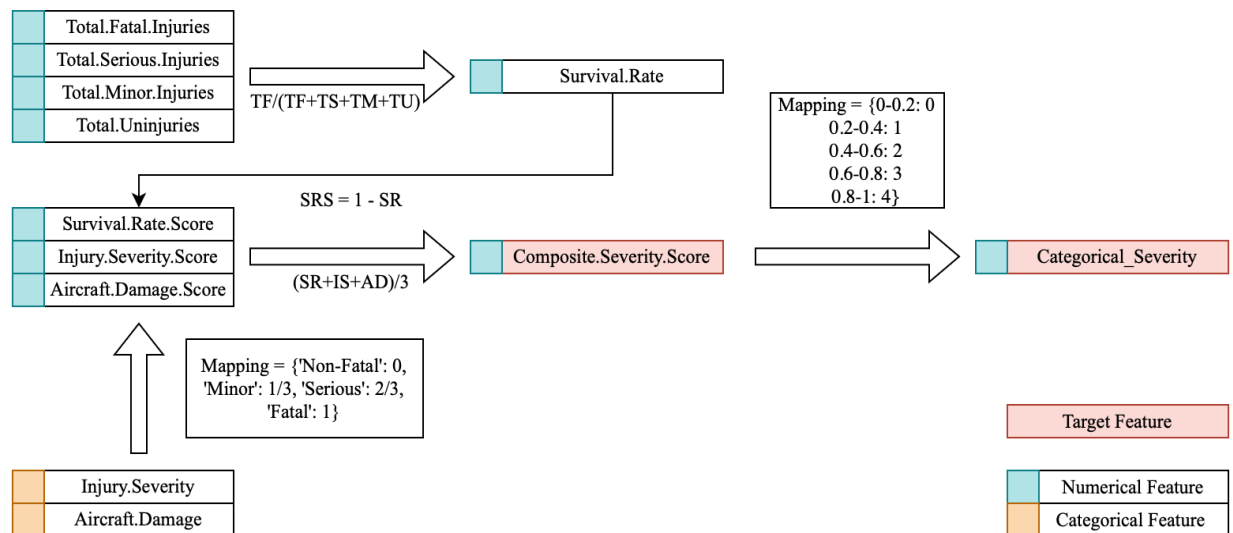 Total.Fatal.Injuries
Total.Serious.Injuries
Total.Minor.Injuries
Total.Uninjuries
TF/(TF+TS+TM+TU)
Survival.Rate
Mapping = {0-0.2: 0
0.2-0.4: 1
0.4-0.6: 2
0.6-0.8: 3
0.8-1: 4}
SRS = 1 - SR
Survival.Rate.Score
Injury.Severity.Score
Aircraft.Damage.Score
(SR+IS+AD)/3
Composite.Severity.Score
Categorical_Severity
Mapping = {'Non-Fatal': 0,
'Minor': 1/3, 'Serious': 2/3,
'Fatal': 1}
Injury.Severity
Aircraft.Damage
Target Feature
Numerical Feature
Categorical Feature